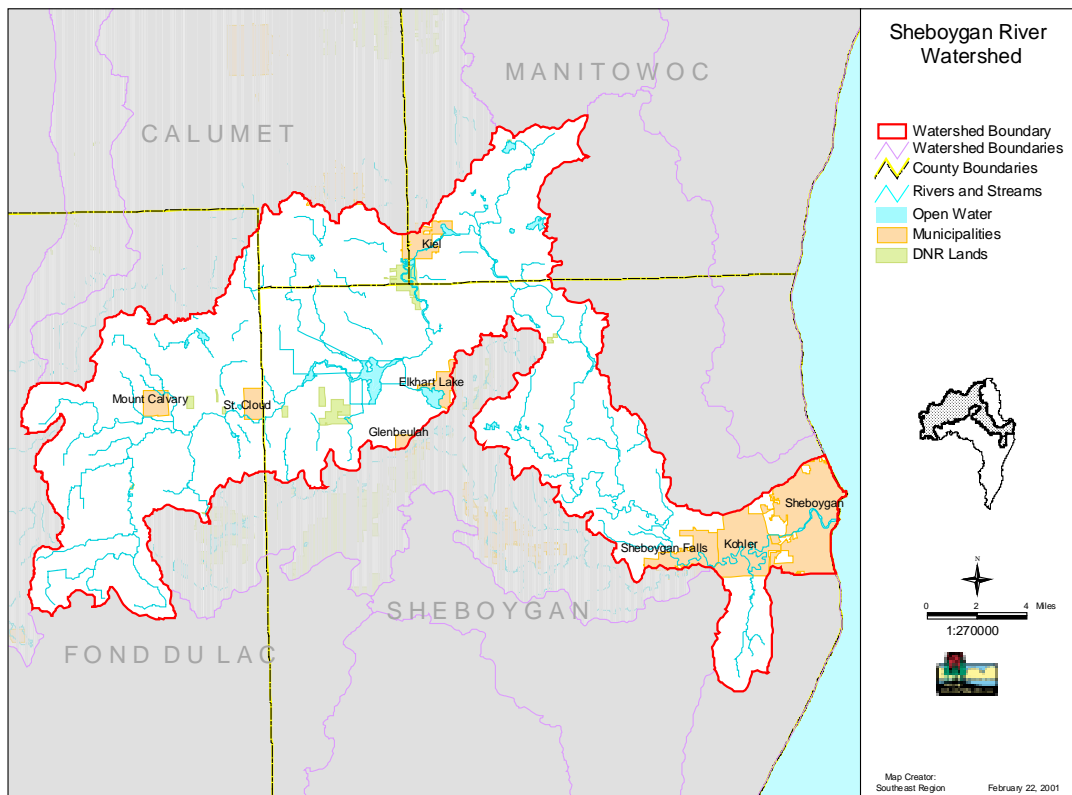 Sheboygan River
Watershed
MANITOWOC
CALUMET
Kiel
Elkhart Lake
Mount Calvary
St. Cloud
Glenbeulah
Sheboygan
Kohler
Sheboygan Falls
SHEBOYGAN
FOND DU LAC
Watershed Boundary
Watershed Boundaries
County Boundaries
Rivers and Streams
Open Water
Municipalities
DNR Lands
N
0 2 4 Miles
1:270000
Map Creator:
Southeast Region
February 22, 2001